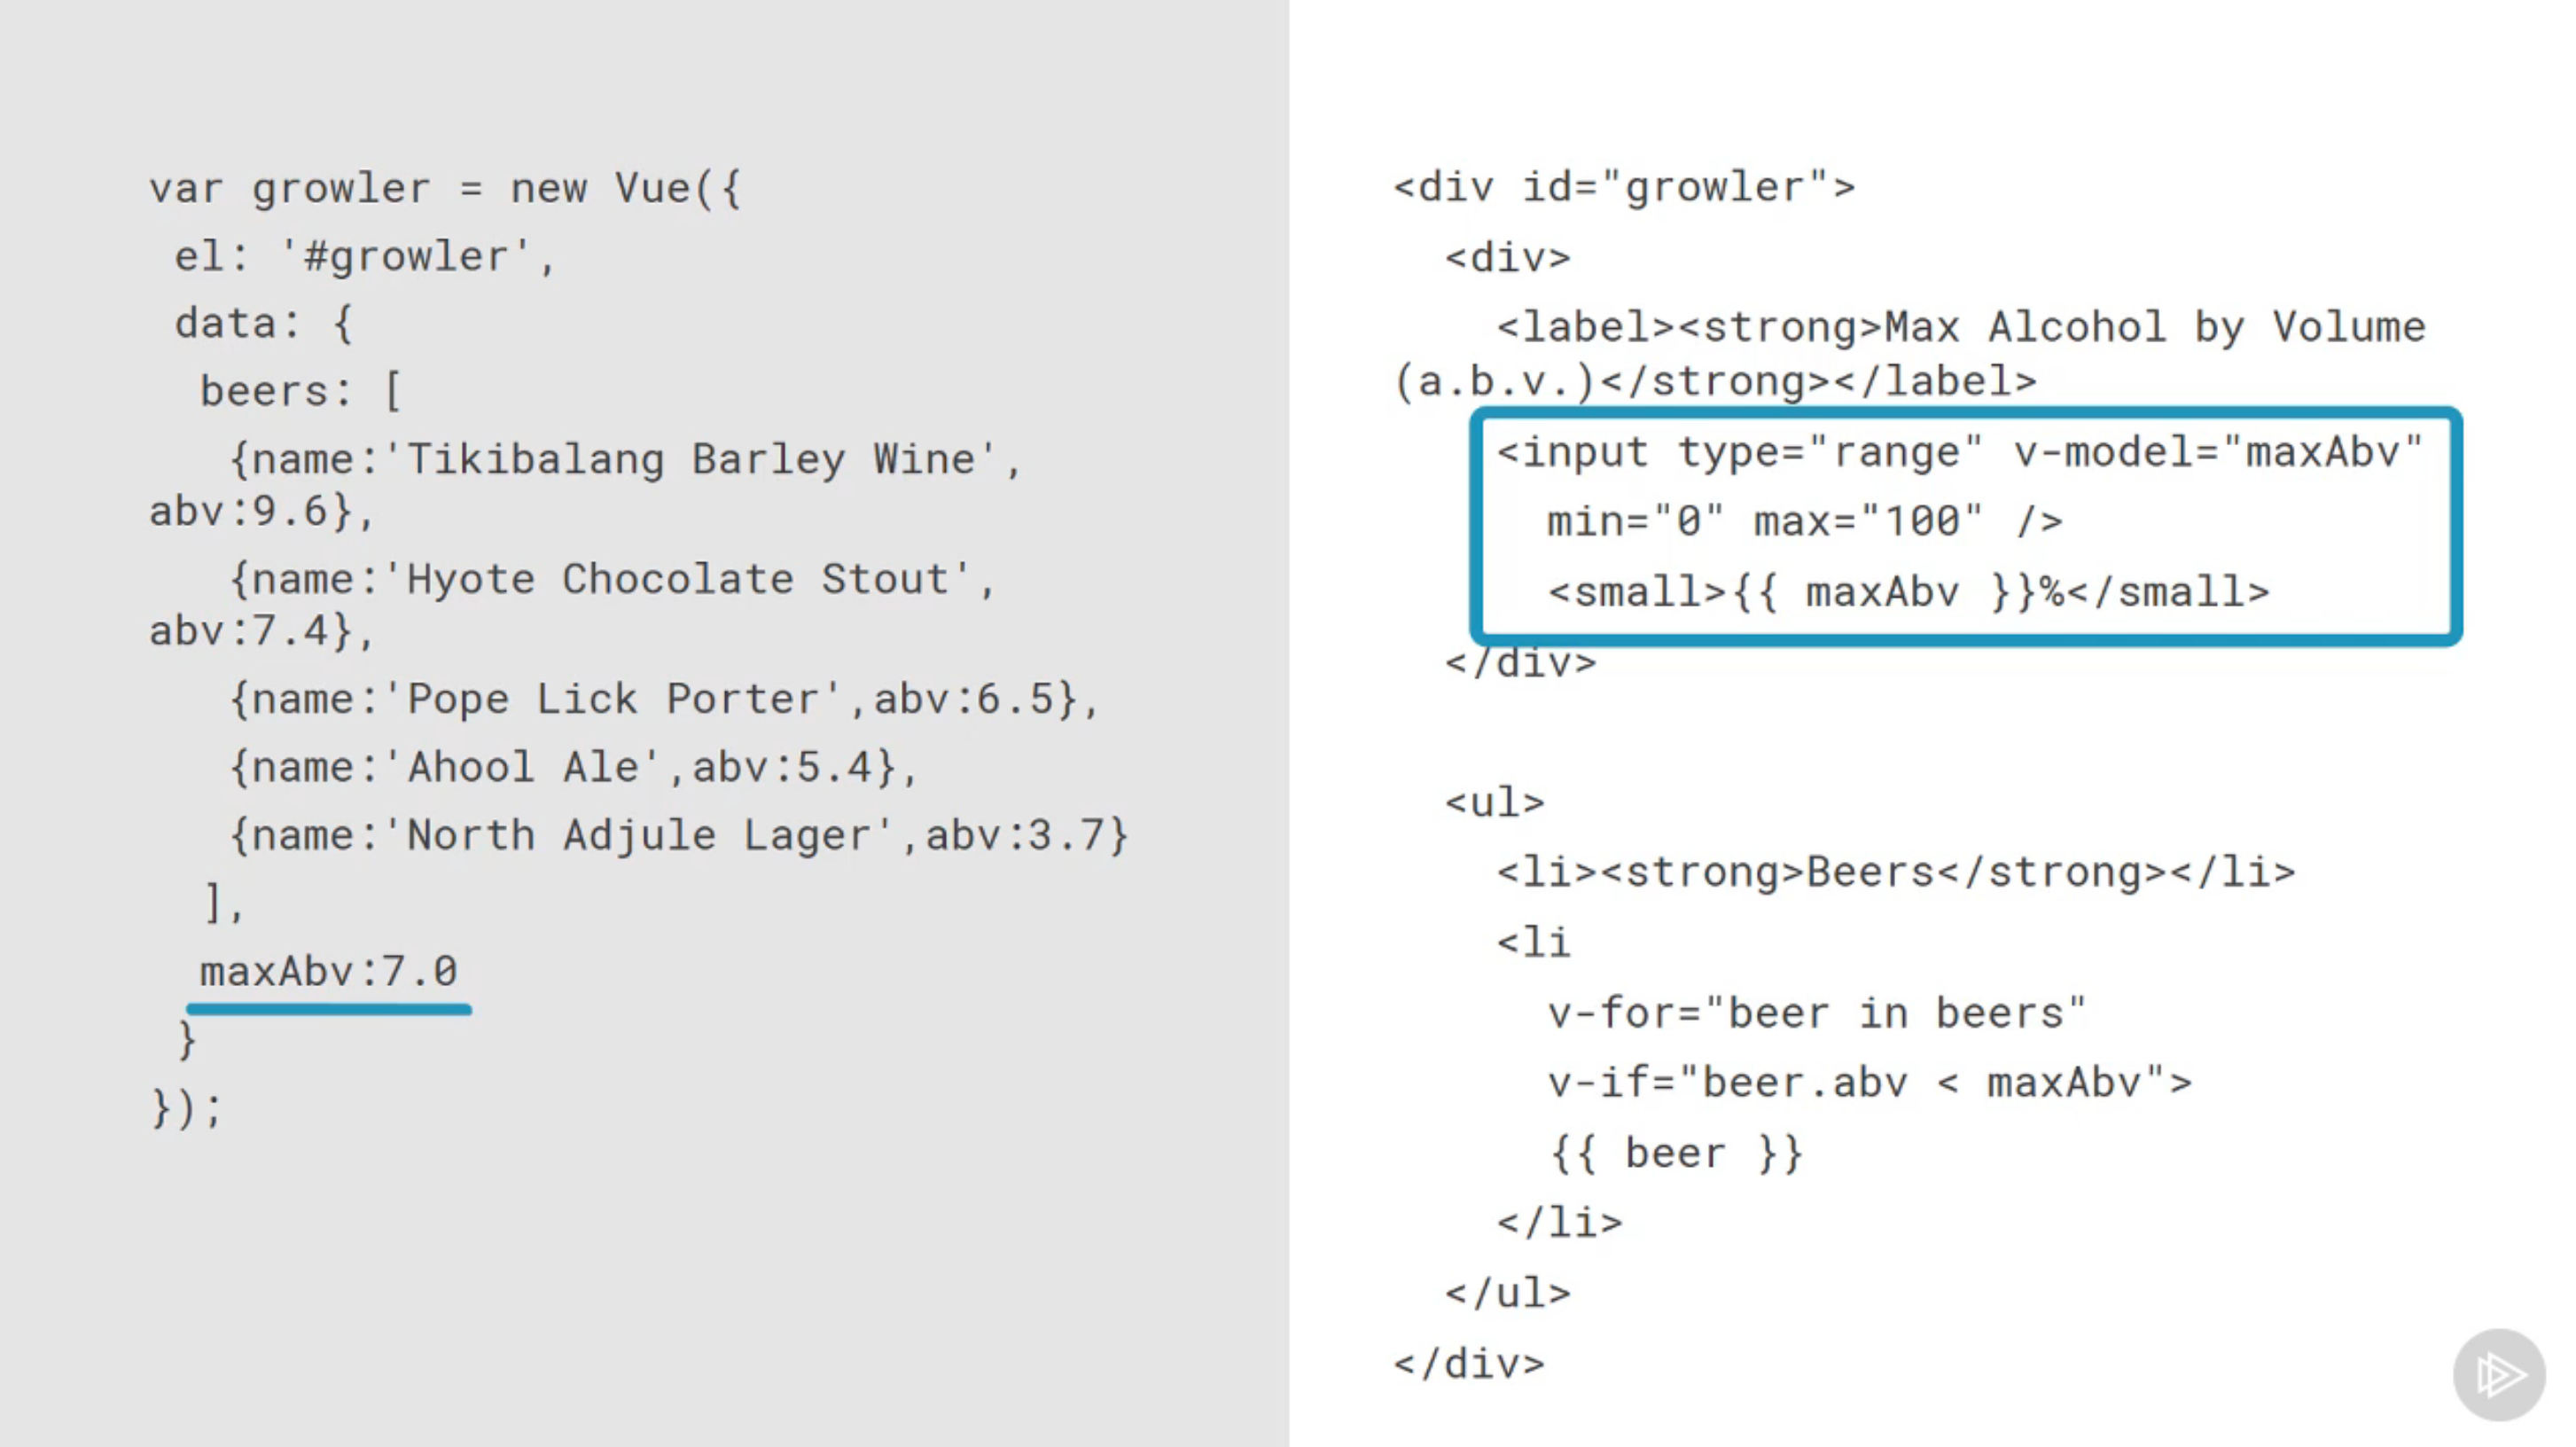 var growler = new Vue({
el: '#growler',
data: {
beers: [
{name:'Tikibalang Barley Wine',
abv:9.6},
{name:'Hyote Chocolate Stout',
abv:7.4},
{name:'Pope Lick Porter',abv:6.5},
{name:'Ahool Ale',abv:5.4},
{name:'North Adjule Lager',abv:3.7}
],
maxAbv:7.0
}
});
<div id="growler">
<div>
<label><strong>Max Alcohol by Volume
(a.b.v.)</strong></label>
<input type="range" v-model="maxAbv"
min="0" max="100" />
<small>{{ maxAbv }}%</small>
</div>
<ul>
<li><strong>Beers</strong></li>
<li
v-for="beer in beers"
v-if="beer.abv < maxAbv">
{{ beer }}
</li>
</ul>
</div>